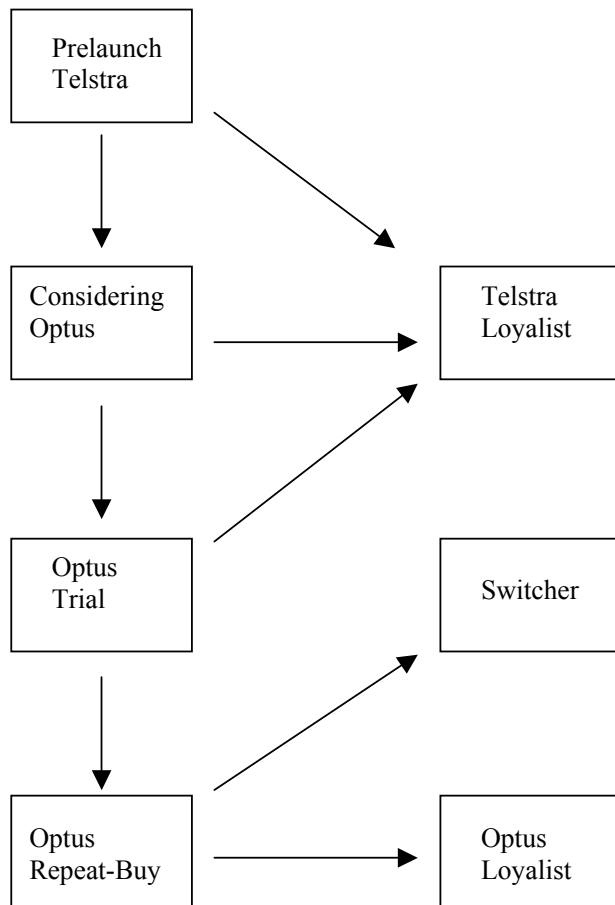 Prelaunch
Telstra
Considering
Optus
Telstra
Loyalist
Optus
Trial
Switcher
Optus
Repeat-Buy
Optus
Loyalist